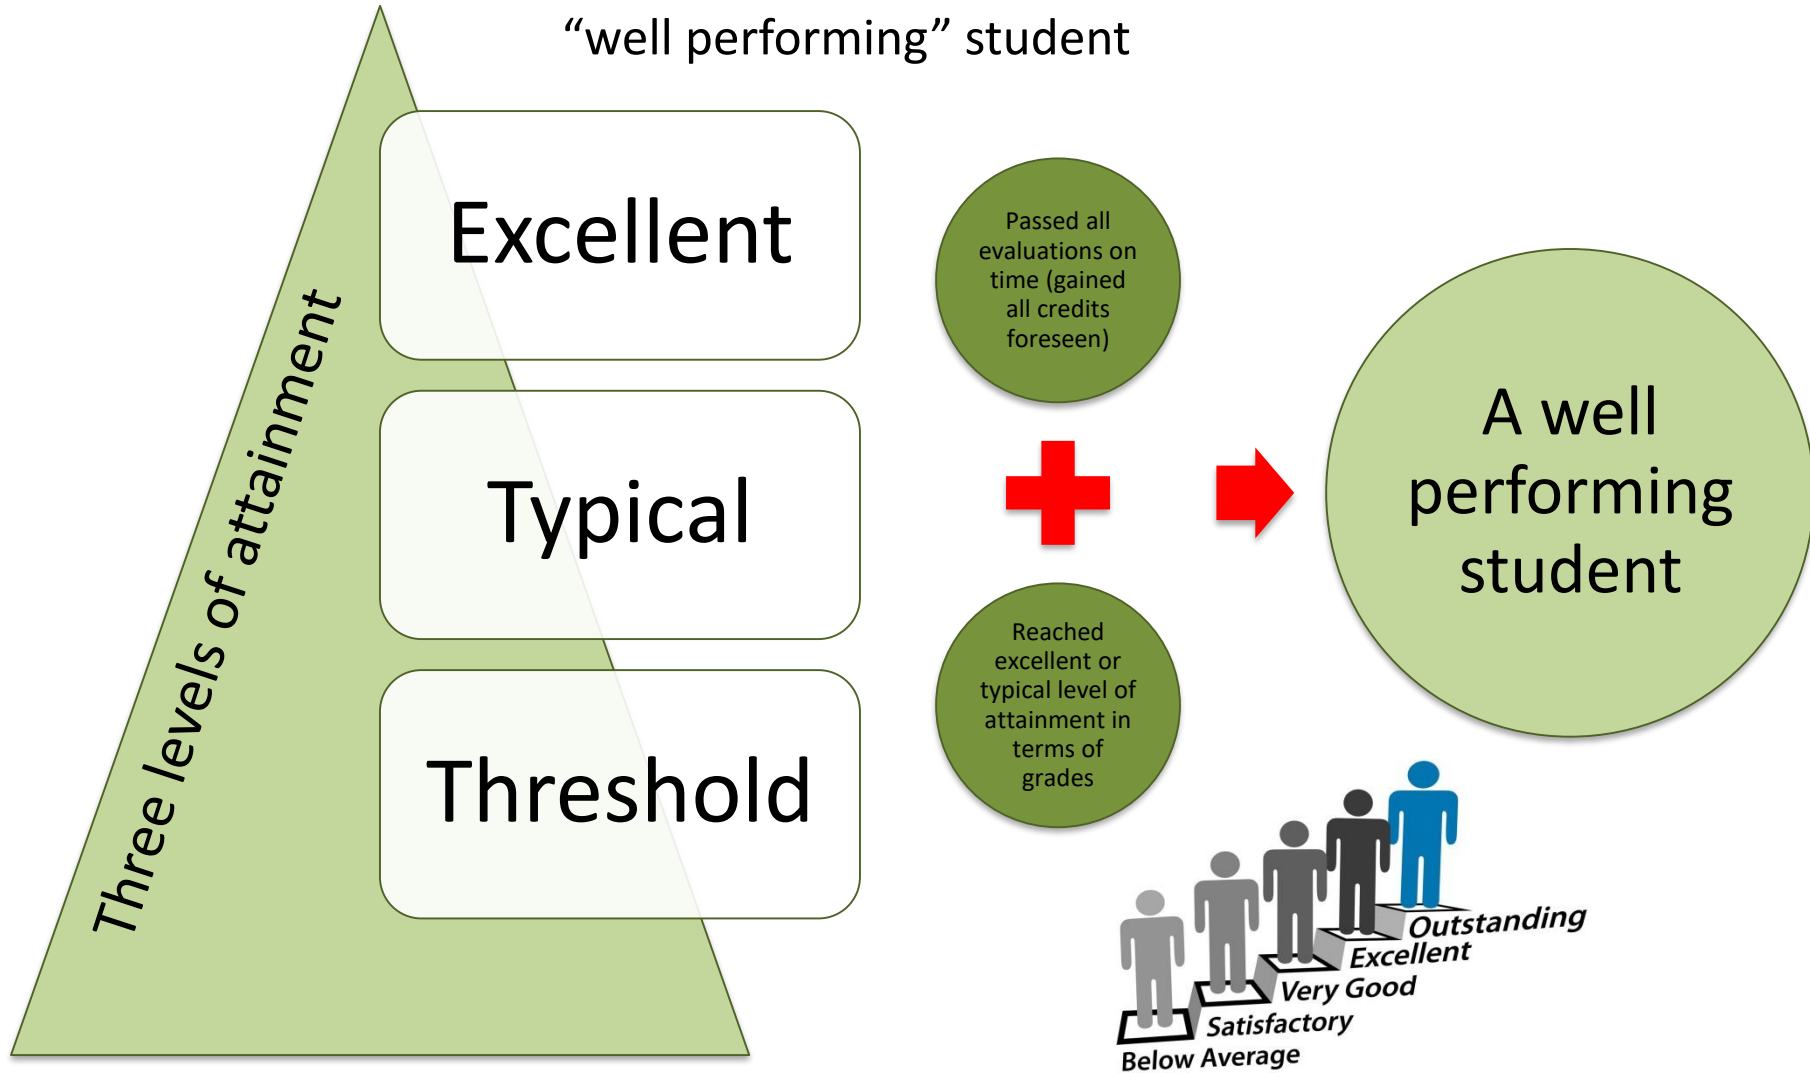 “well performing” student
Three levels of attainment
Excellent
Typical
Threshold
Passed all
evaluations on
time (gained
all credits
foreseen)
Reached
excellent or
typical level of
attainment in
terms of
grades
A well
performing
student
Outstanding
Excellent
Very Good
Satisfactory
Below Average